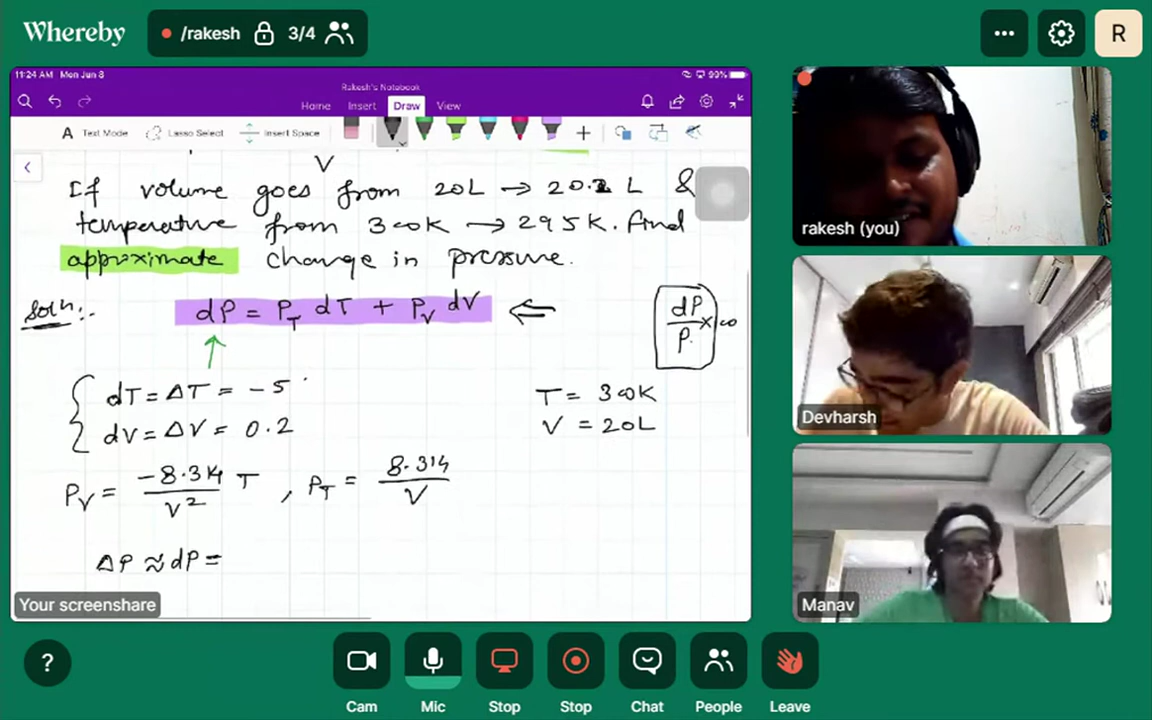 Whereby
/rakesh 3/4
R
11:24 AM Mon Jun 8
99%
Rakesh's Notebook
Home Insert Draw View
A Text Mode Lasso Select Insert Space
V
If volume goes from 20L → 20.2 L &
temperature from 300K → 295K. Find
approximate change in pressure.
Soln:- dP = P_T dT + P_V dV ⇐
dP/P × 100
dT = ΔT = -5
dV = ΔV = 0.2
T = 300K
V = 20L
P_V = -8.314/V² T , P_T = 8.314/V
ΔP ≈ dP =
Your screenshare
rakesh (you)
Devharsh
Manav
?
Cam Mic Stop Stop Chat People Leave